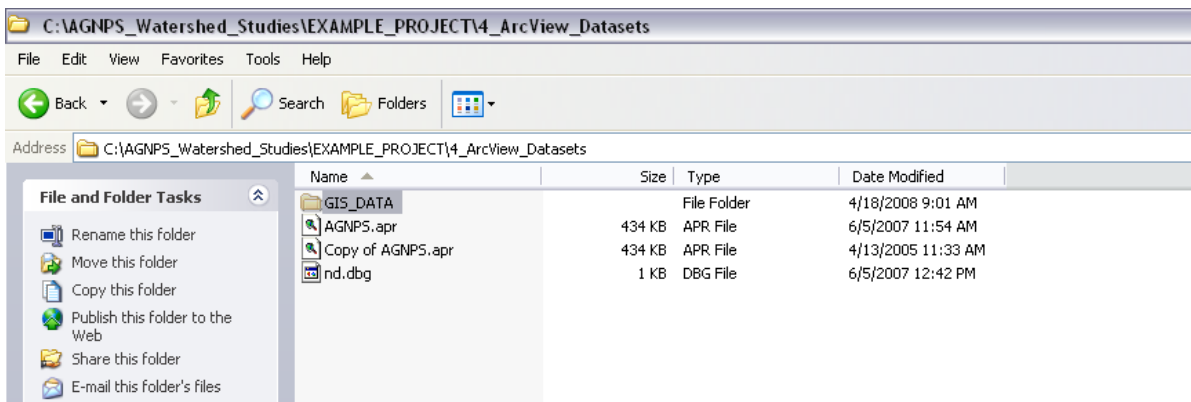 C:\AGNPS_Watershed_Studies\EXAMPLE_PROJECT\4_ArcView_Datasets
File Edit View Favorites Tools Help
Back Search Folders
Address C:\AGNPS_Watershed_Studies\EXAMPLE_PROJECT\4_ArcView_Datasets
File and Folder Tasks
Rename this folder
Move this folder
Copy this folder
Publish this folder to the
Web
Share this folder
E-mail this folder's files
Name Size Type Date Modified
GIS_DATA File Folder 4/18/2008 9:01 AM
AGNPS.apr 434 KB APR File 6/5/2007 11:54 AM
Copy of AGNPS.apr 434 KB APR File 4/13/2005 11:33 AM
nd.dbg 1 KB DBG File 6/5/2007 12:42 PM